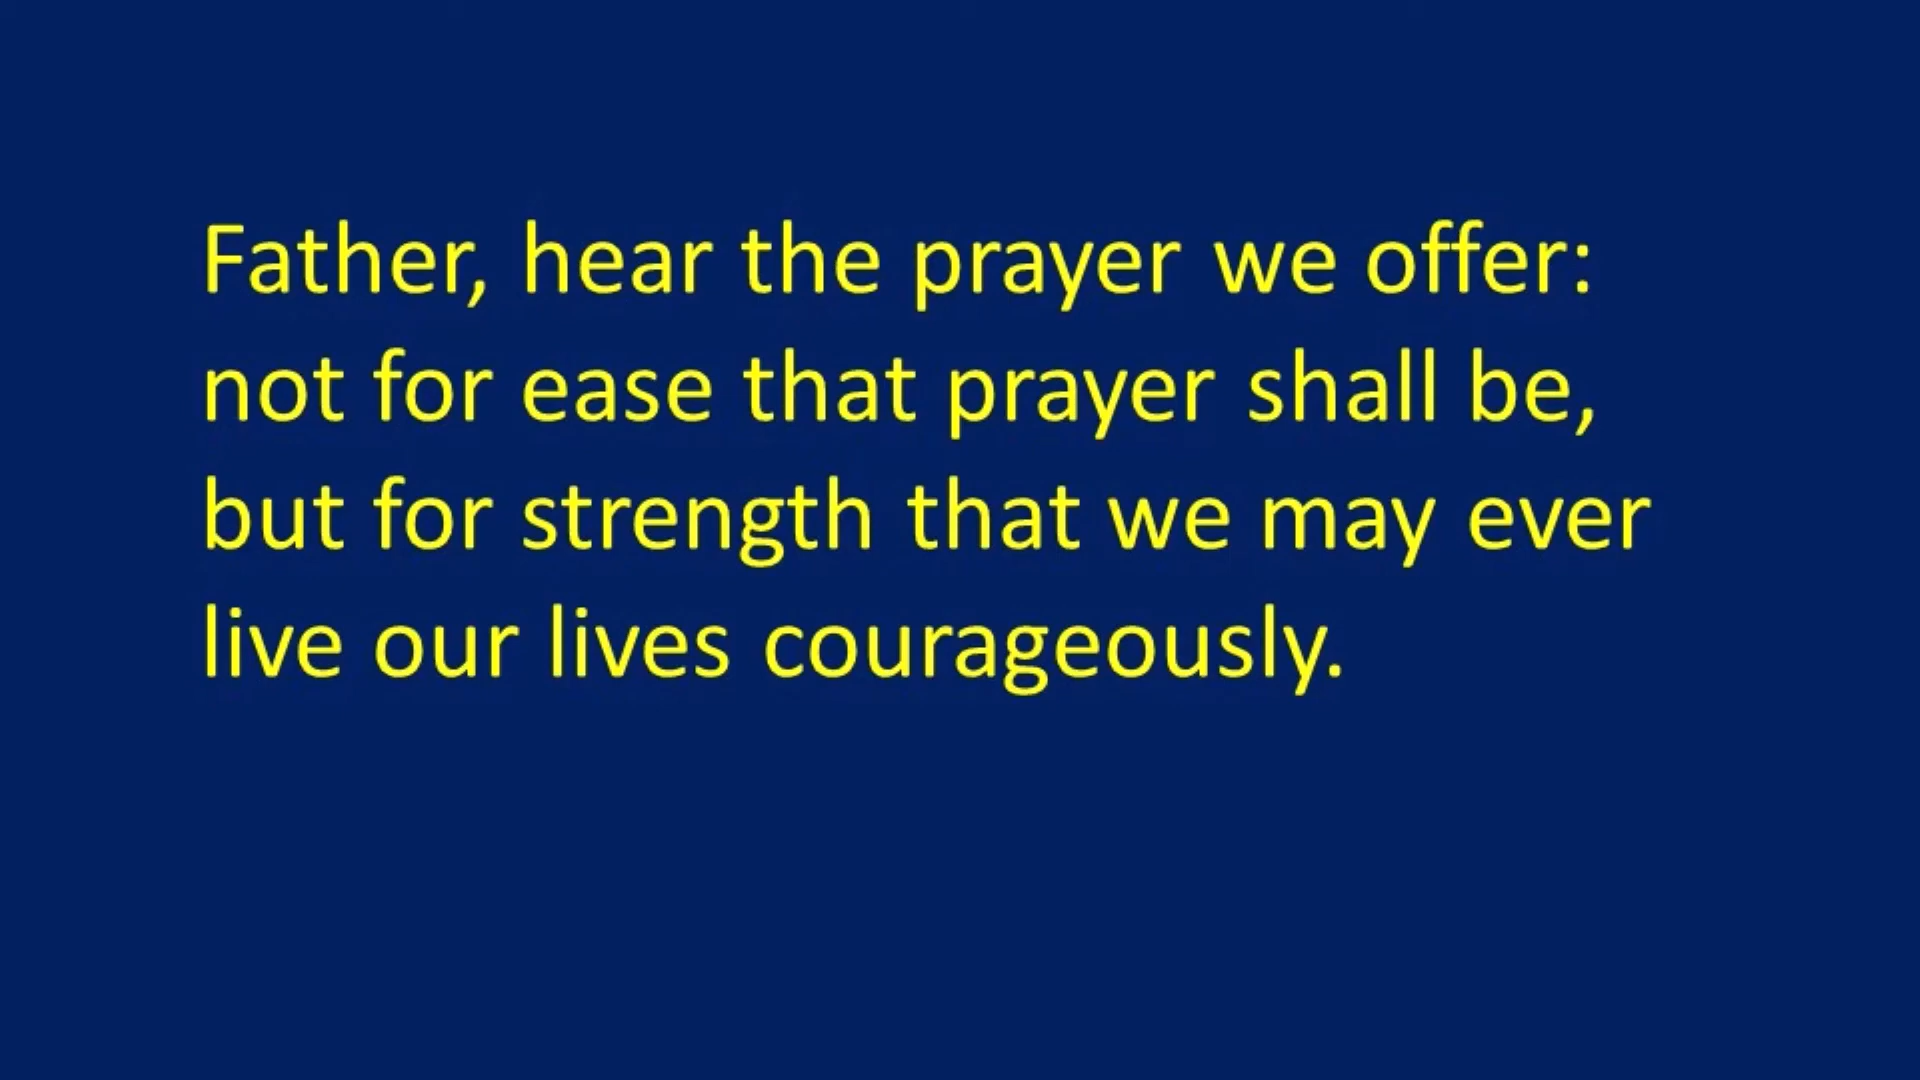 Father, hear the prayer we offer:
not for ease that prayer shall be,
but for strength that we may ever
live our lives courageously.